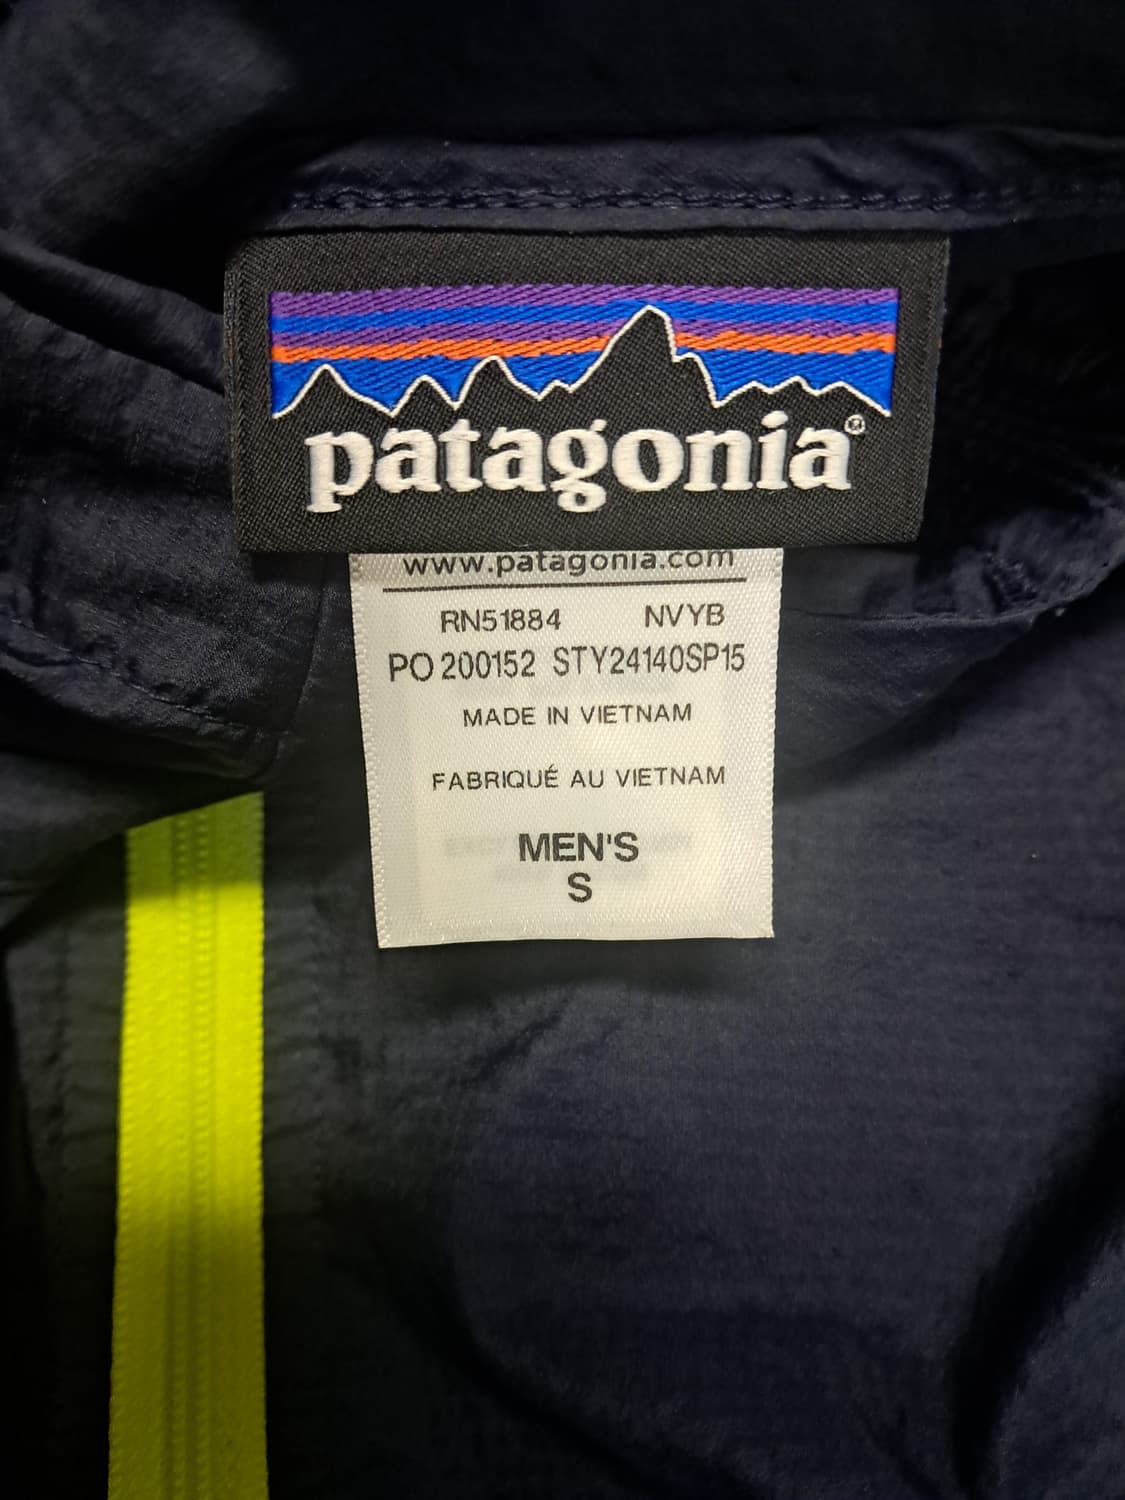 patagonia®
www.patagonia.com
RN51884 NVYB
PO 200152 STY24140SP15
MADE IN VIETNAM
FABRIQUÉ AU VIETNAM
MEN'S
S